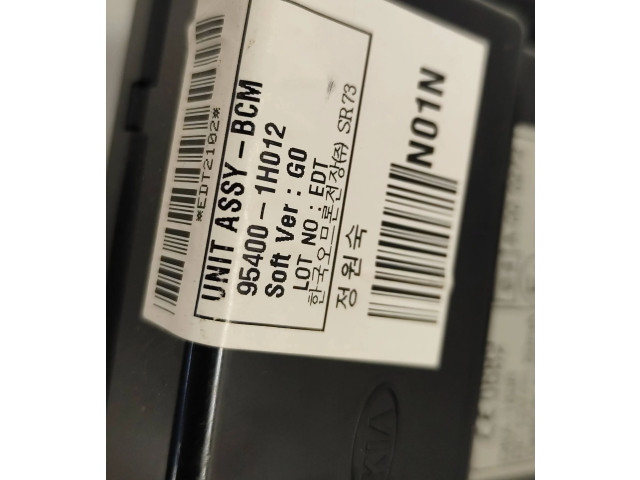 *EDT2102*
UNIT ASSY-BCM
95400-1H012
Soft Ver : G0
LOT NO : EDT
한국오므론전장(주) SR73
정원숙
N01N
KIA